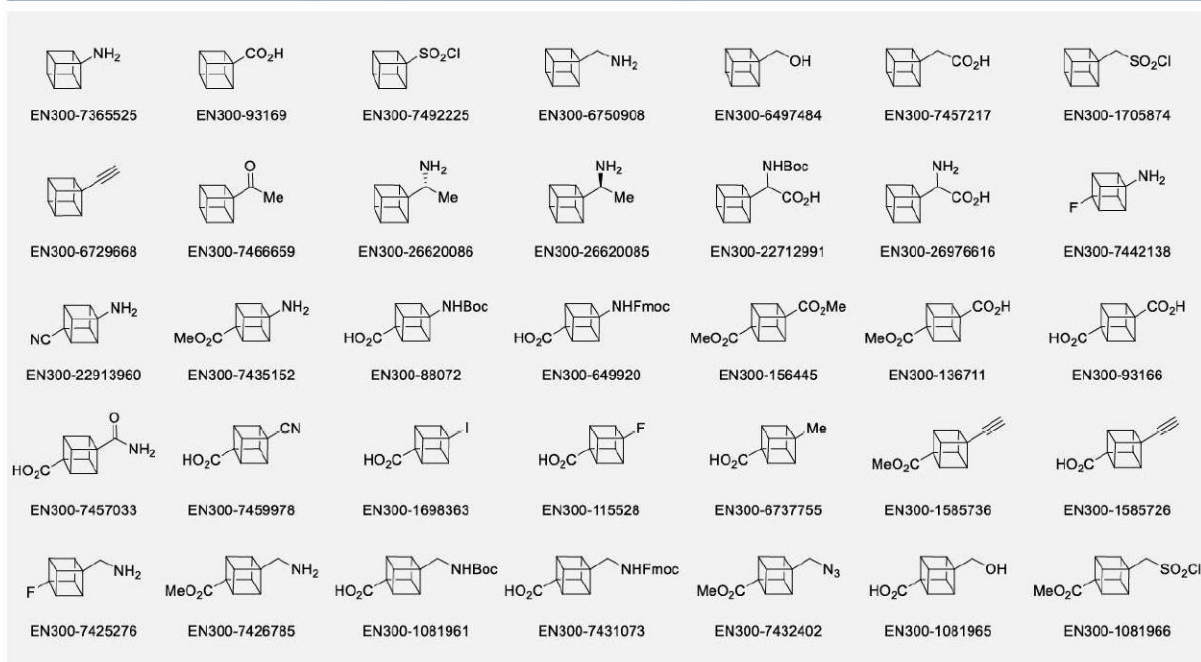 NH2
CO2H
SO2Cl
NH2
OH
CO2H
SO2Cl
EN300-7365525
EN300-93169
EN300-7492225
EN300-6750908
EN300-6497484
EN300-7457217
EN300-1705874
O
Me
NH2
Me
NH2
Me
NHBoc
CO2H
NH2
CO2H
F
NH2
EN300-6729668
EN300-7466659
EN300-26620086
EN300-26620085
EN300-22712991
EN300-26976616
EN300-7442138
NC
NH2
MeO2C
NH2
HO2C
NHBoc
HO2C
NHFmoc
MeO2C
CO2Me
MeO2C
CO2H
HO2C
CO2H
EN300-22913960
EN300-7435152
EN300-88072
EN300-649920
EN300-156445
EN300-136711
EN300-93166
HO2C
O
NH2
HO2C
CN
HO2C
I
HO2C
F
HO2C
Me
MeO2C
HO2C
EN300-7457033
EN300-7459978
EN300-1698363
EN300-115528
EN300-6737755
EN300-1585736
EN300-1585726
F
NH2
MeO2C
NH2
HO2C
NHBoc
HO2C
NHFmoc
MeO2C
N3
HO2C
OH
MeO2C
SO2Cl
EN300-7425276
EN300-7426785
EN300-1081961
EN300-7431073
EN300-7432402
EN300-1081965
EN300-1081966